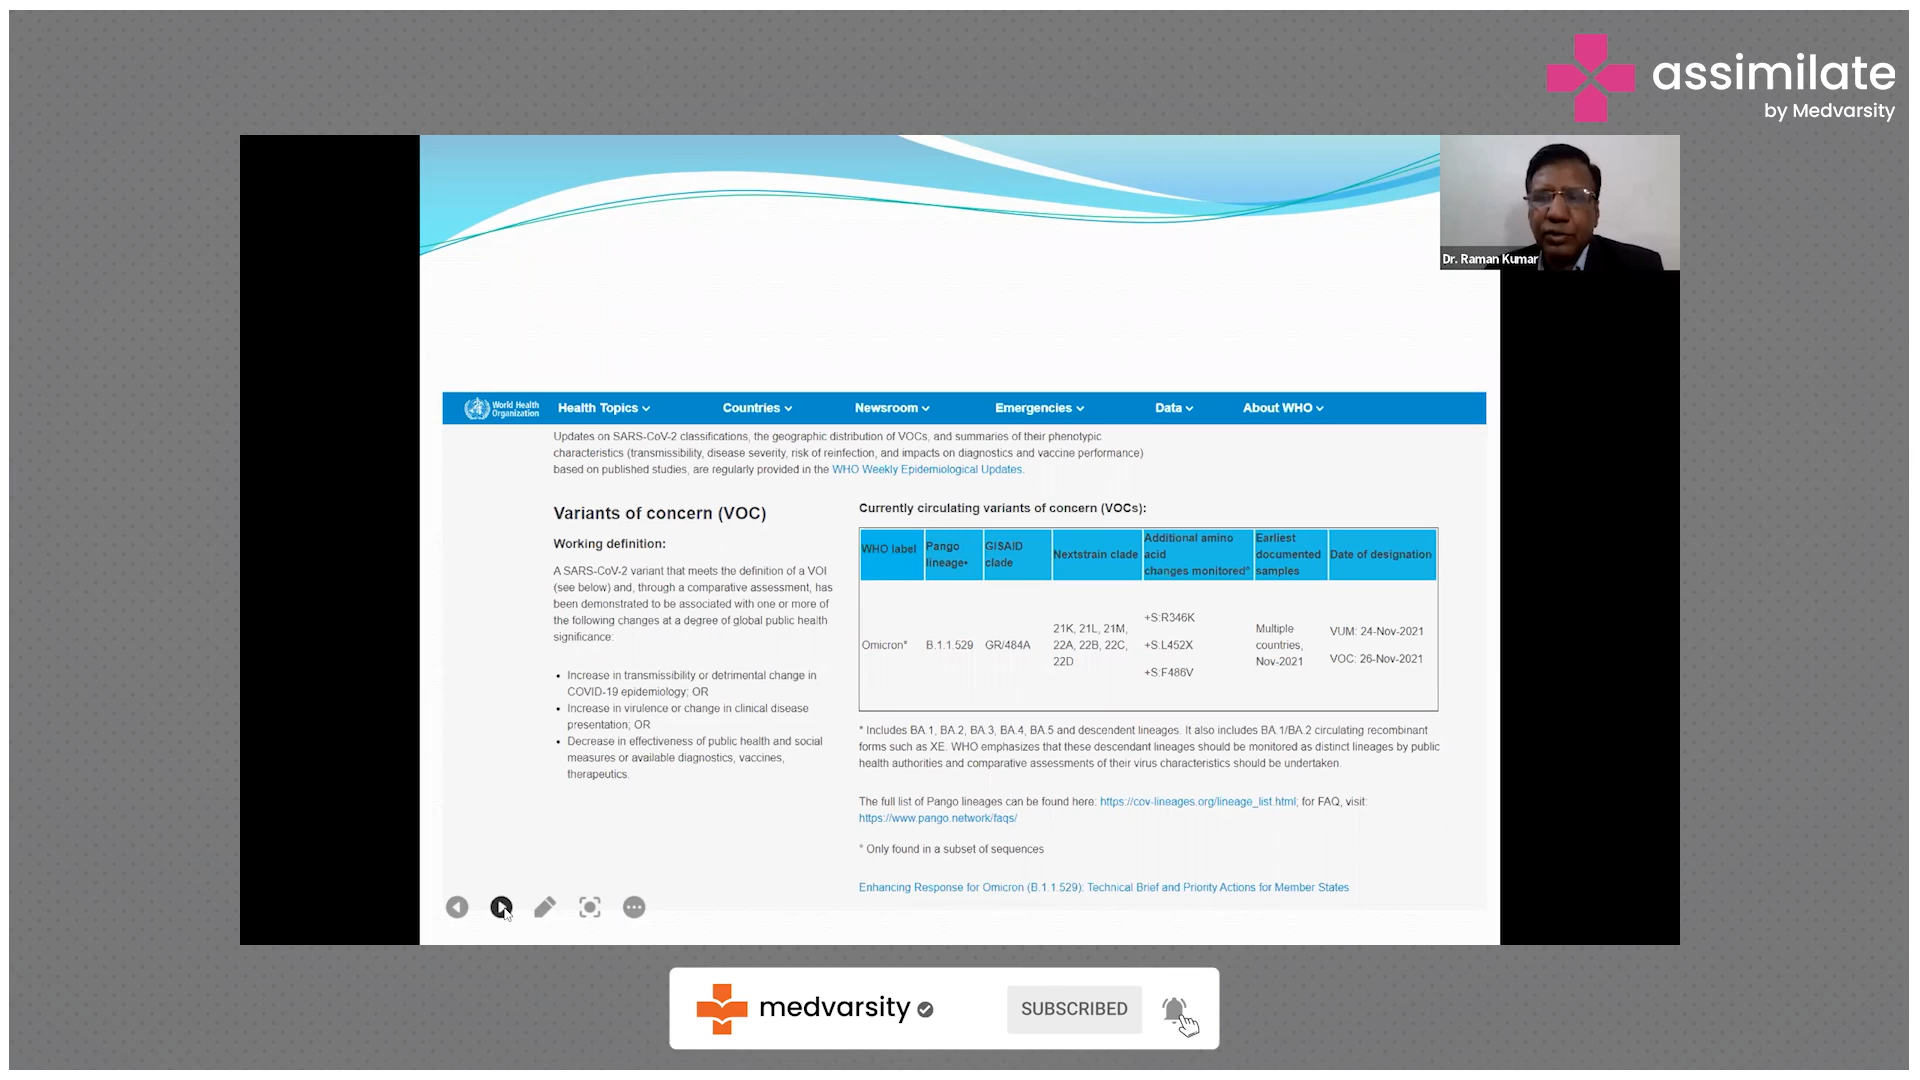 assimilate
by Medvarsity
Dr. Raman Kumar
World Health
Organization
Health Topics
Countries
Newsroom
Emergencies
Data
About WHO
Updates on SARS-CoV-2 classifications, the geographic distribution of VOCs, and summaries of their phenotypic
characteristics (transmissibility, disease severity, risk of reinfection, and impacts on diagnostics and vaccine performance)
based on published studies, are regularly provided in the WHO Weekly Epidemiological Updates.
Variants of concern (VOC)
Working definition:
A SARS-CoV-2 variant that meets the definition of a VOI
(see below) and, through a comparative assessment, has
been demonstrated to be associated with one or more of
the following changes at a degree of global public health
significance:
• Increase in transmissibility or detrimental change in
COVID-19 epidemiology; OR
• Increase in virulence or change in clinical disease
presentation; OR
• Decrease in effectiveness of public health and social
measures or available diagnostics, vaccines,
therapeutics.
Currently circulating variants of concern (VOCs):
WHO label
Pango
lineage•
GISAID
clade
Nextstrain clade
Additional amino
acid
changes monitored°
Earliest
documented
samples
Date of designation
Omicron*
B.1.1.529
GR/484A
21K, 21L, 21M,
22A, 22B, 22C,
22D
+S:R346K
+S:L452X
+S:F486V
Multiple
countries,
Nov-2021
VUM: 24-Nov-2021
VOC: 26-Nov-2021
* Includes BA.1, BA.2, BA.3, BA.4, BA.5 and descendent lineages. It also includes BA.1/BA.2 circulating recombinant
forms such as XE. WHO emphasizes that these descendant lineages should be monitored as distinct lineages by public
health authorities and comparative assessments of their virus characteristics should be undertaken.
The full list of Pango lineages can be found here: https://cov-lineages.org/lineage_list.html; for FAQ, visit:
https://www.pango.network/faqs/
° Only found in a subset of sequences
Enhancing Response for Omicron (B.1.1.529): Technical Brief and Priority Actions for Member States
medvarsity
SUBSCRIBED